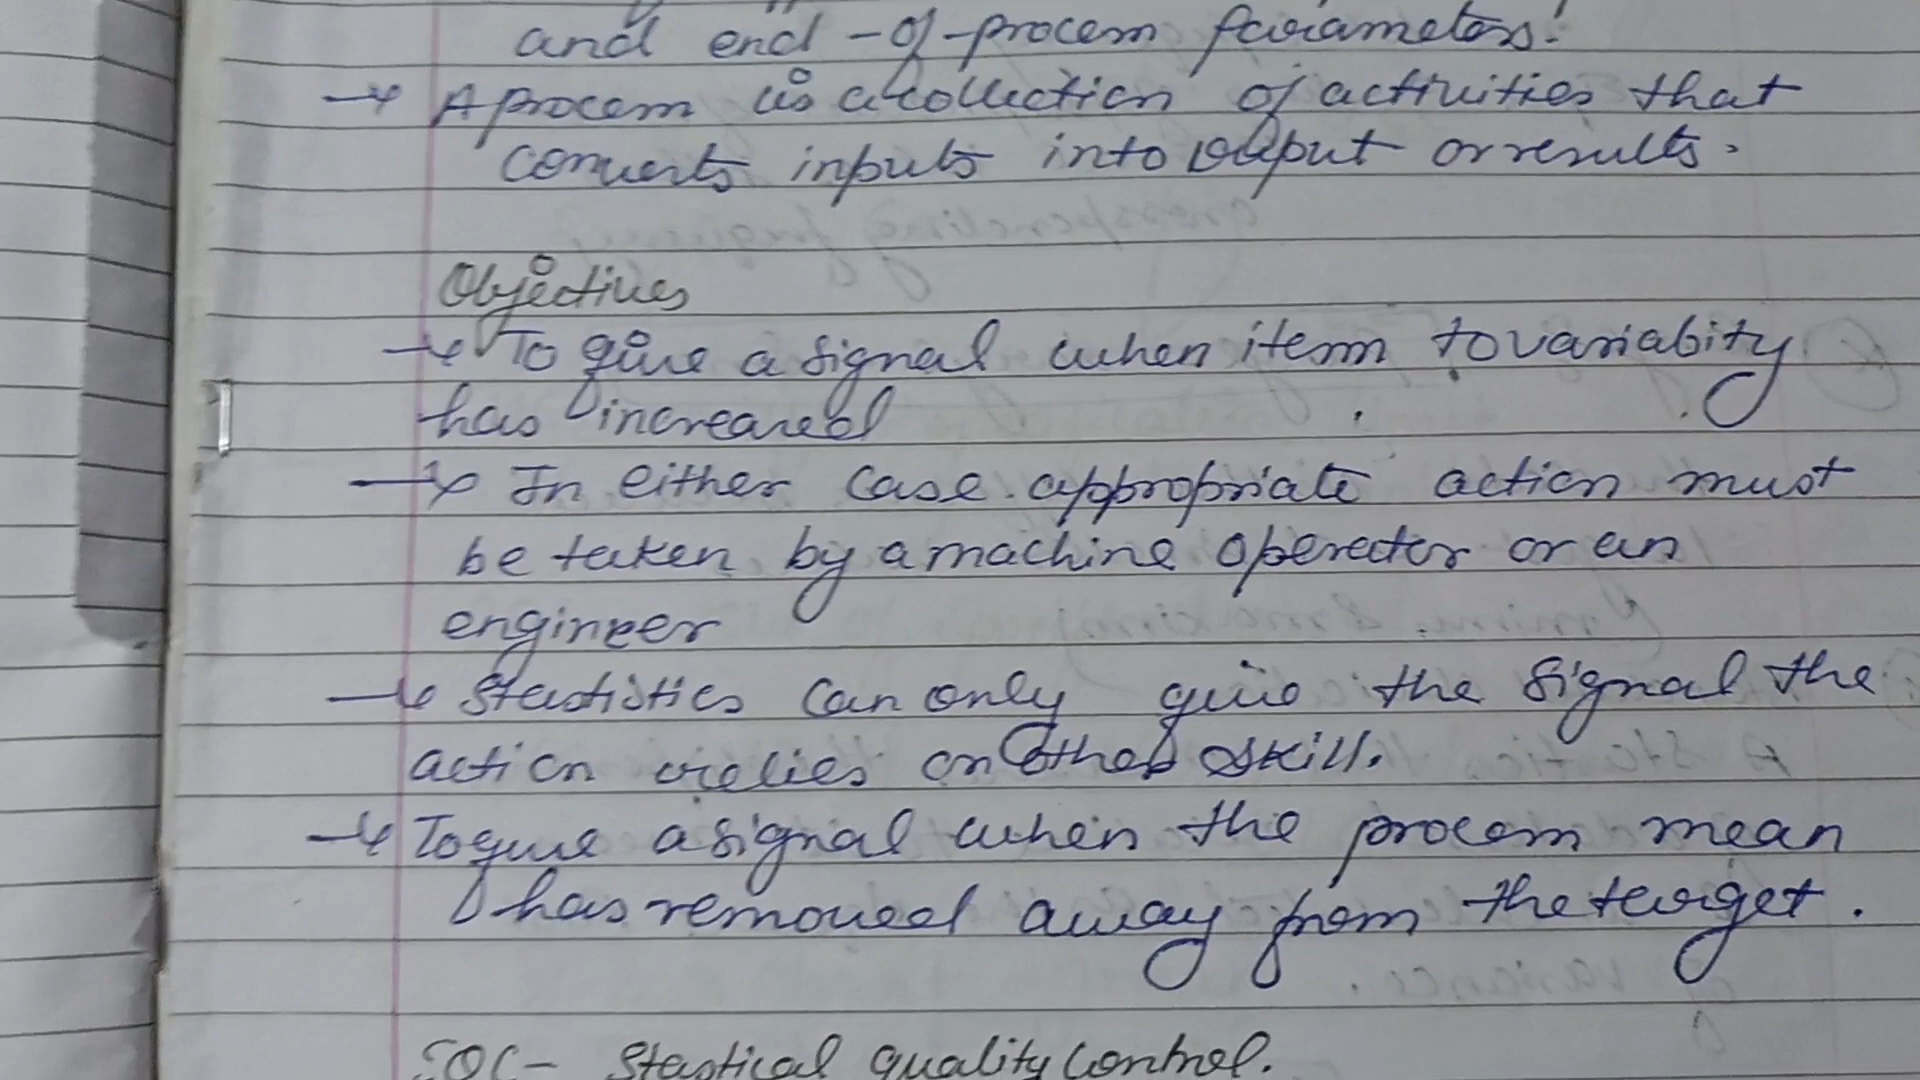 and end-of-process parameters.
→ A process is a collection of activities that
converts inputs into output or results.
Objectives
→ To give a signal when item to variabity
has increased
→ In either case appropriate action must
be taken by a machine operator or an
engineer
→ Stastistics can only give the signal the
action relies on other skill.
→ To give a signal when the process mean
has removed away from the target.
SQC- Stastical quality control.